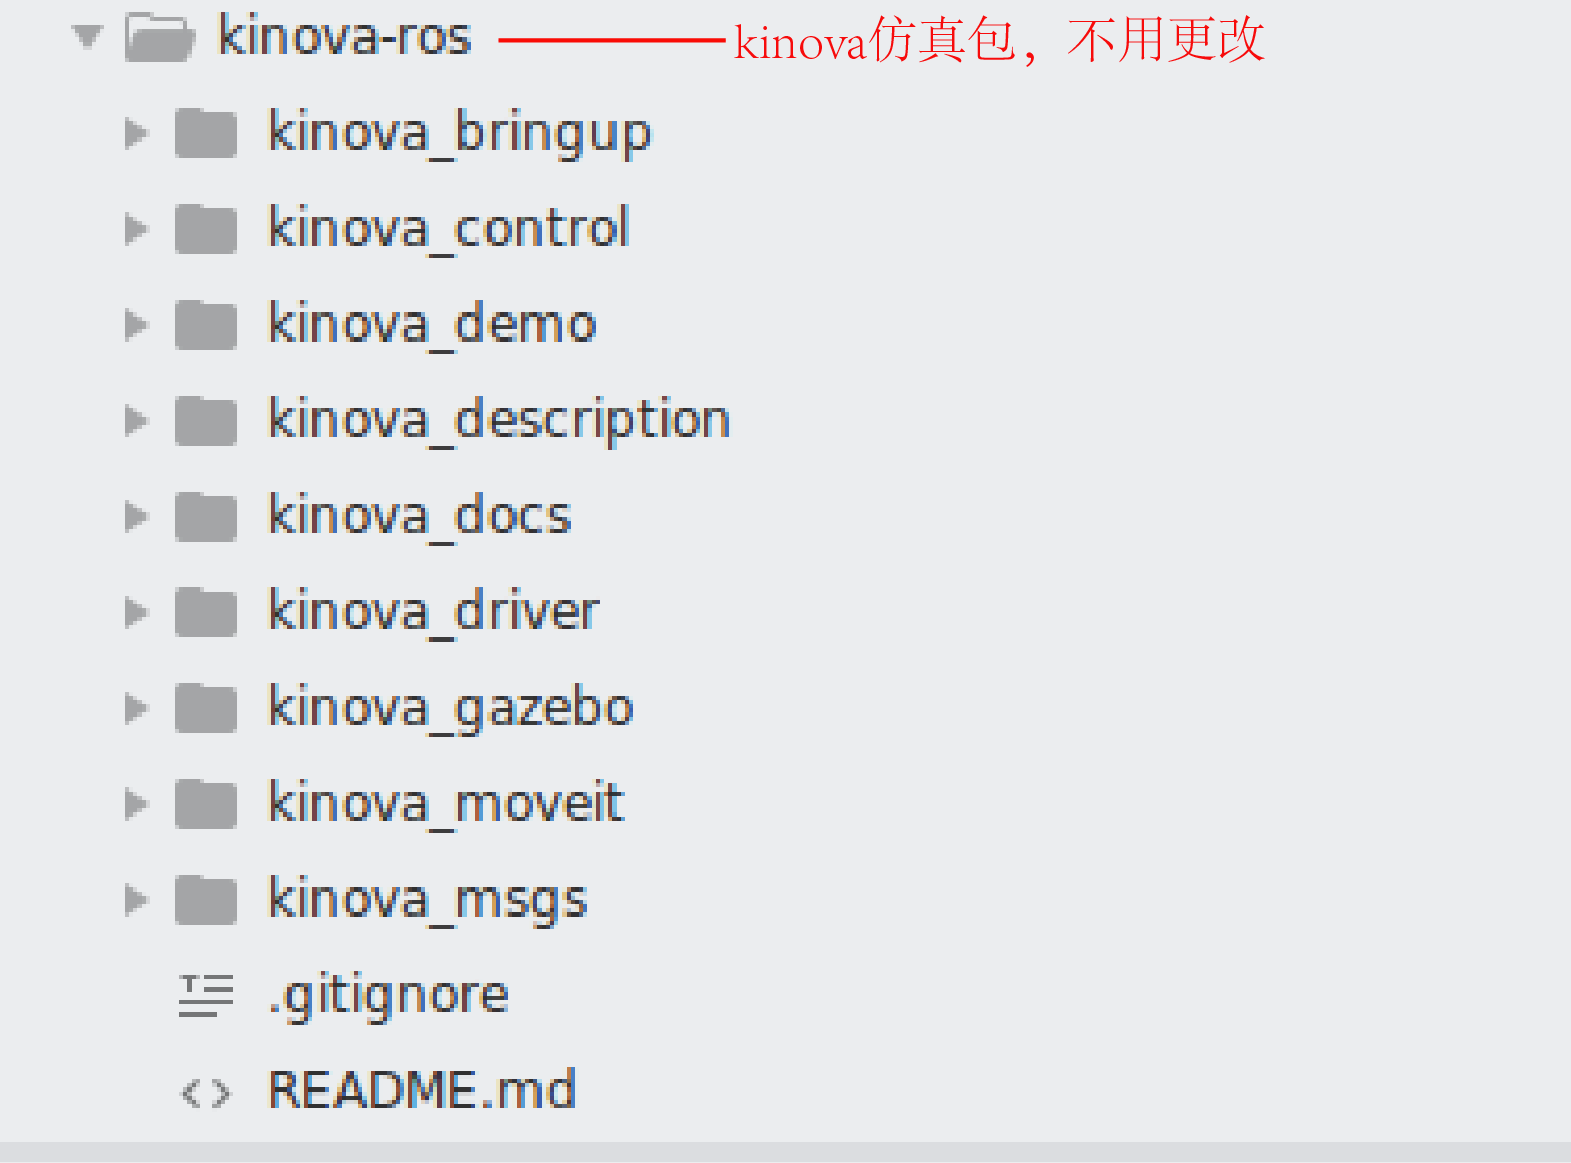 kinova-ros kinova仿真包，不用更改
kinova_bringup
kinova_control
kinova_demo
kinova_description
kinova_docs
kinova_driver
kinova_gazebo
kinova_moveit
kinova_msgs
.gitignore
README.md